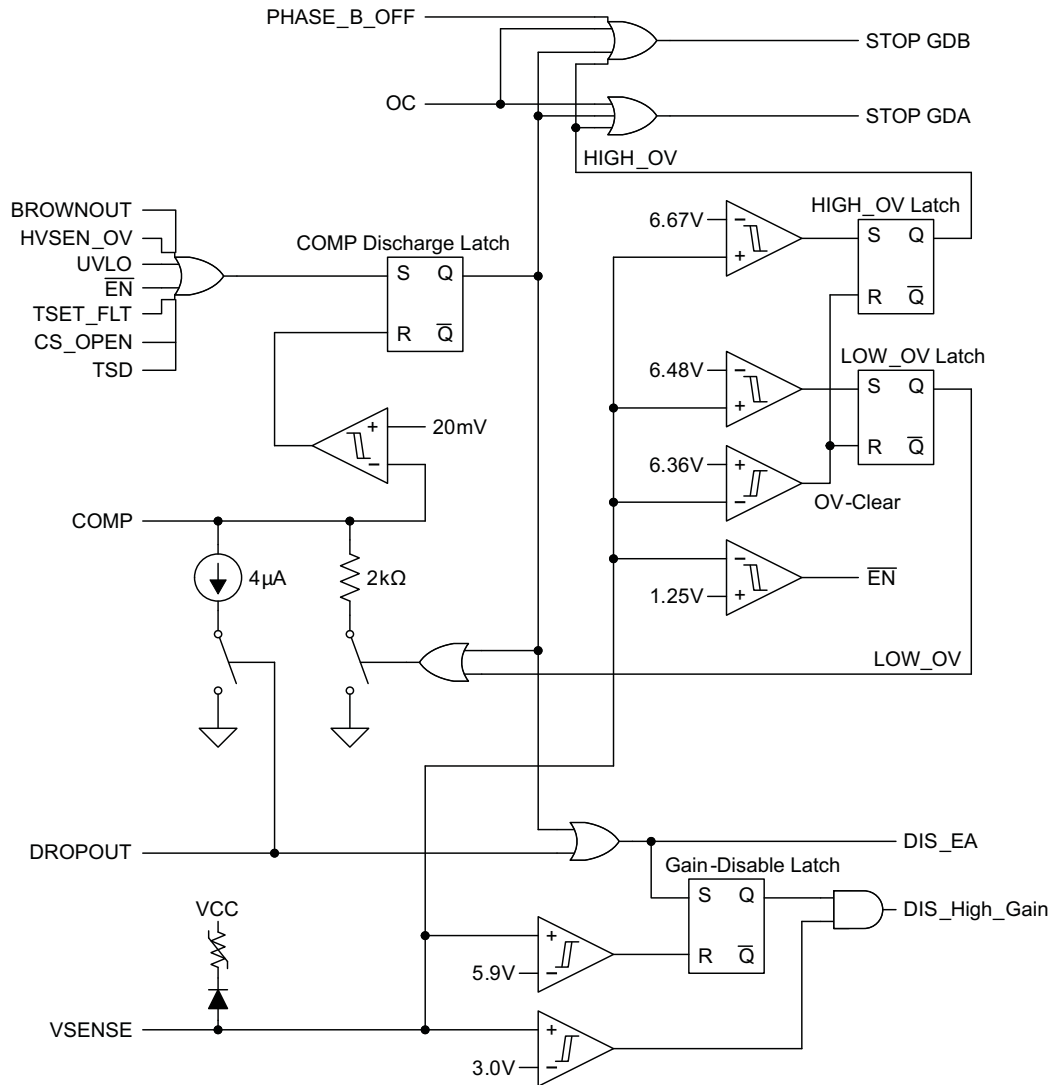 PHASE_B_OFF
STOP GDB
OC
STOP GDA
HIGH_OV
BROWNOUT
HVSEN_OV
UVLO
E̅N̅
TSET_FLT
CS_OPEN
TSD
COMP Discharge Latch
S Q
R Q̅
6.67V
−
+
HIGH_OV Latch
S Q
R Q̅
6.48V
−
+
LOW_OV Latch
S Q
R Q̅
+
−
20mV
6.36V
+
−
OV-Clear
COMP
4µA
2kΩ
−
+
1.25V
E̅N̅
LOW_OV
DROPOUT
DIS_EA
Gain-Disable Latch
S Q
R Q̅
DIS_High_Gain
VCC
+
−
5.9V
VSENSE
+
−
3.0V